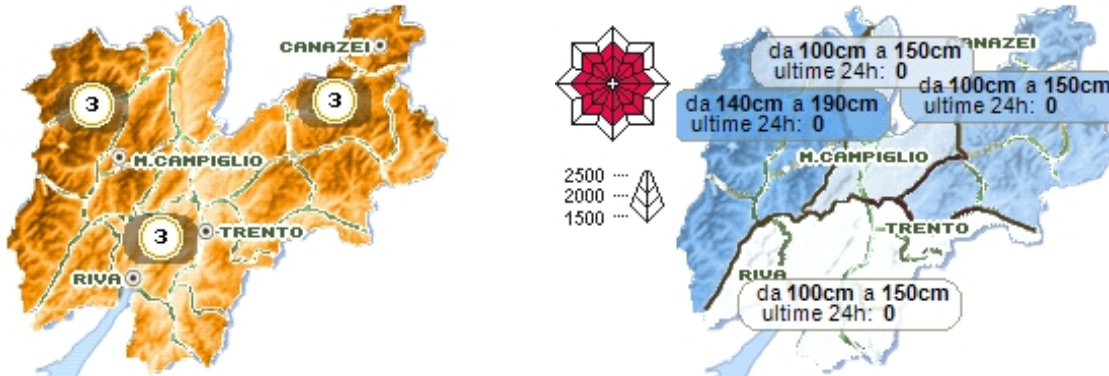 CANAZEI
3
3
M.CAMPIGLIO
3
TRENTO
RIVA
2500
2000
1500
da 100cm a 150cm
ultime 24h: 0
ANAZEI
da 100cm a 150cm
ultime 24h: 0
da 140cm a 190cm
ultime 24h: 0
M.CAMPIGLIO
TRENTO
RIVA
da 100cm a 150cm
ultime 24h: 0